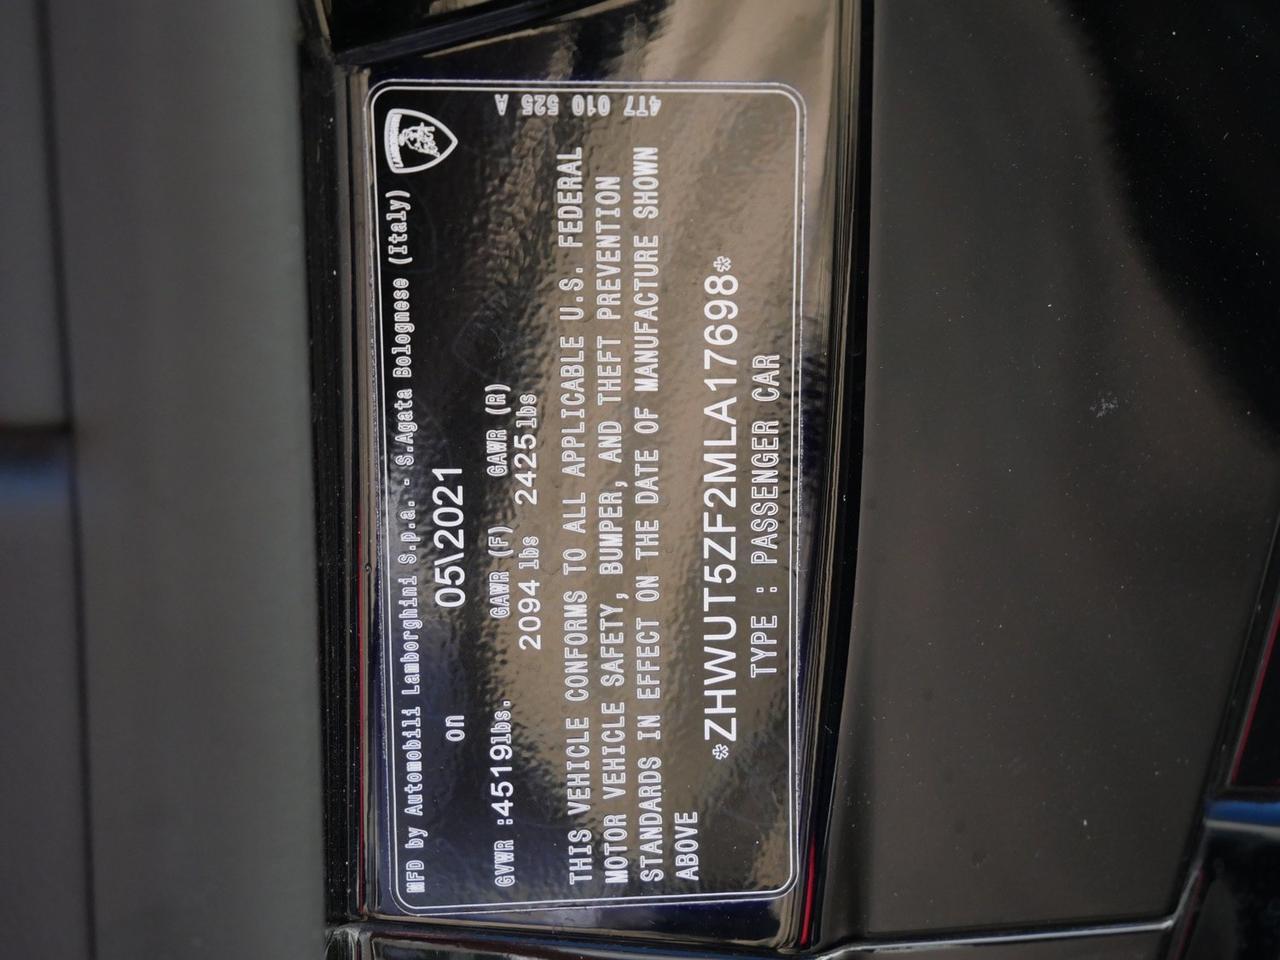 MFD by Automobili Lamborghini S.p.a. - S.Agata Bolognese (Italy)
on 05\2021
GVWR :4519lbs. GAWR (F) GAWR (R)
2094 lbs 2425lbs
THIS VEHICLE CONFORMS TO ALL APPLICABLE U.S. FEDERAL
MOTOR VEHICLE SAFETY, BUMPER, AND THEFT PREVENTION
STANDARDS IN EFFECT ON THE DATE OF MANUFACTURE SHOWN
ABOVE
*ZHWUT5ZF2MLA17698*
TYPE : PASSENGER CAR
4T7 010 525 A
LAMBORGHINI